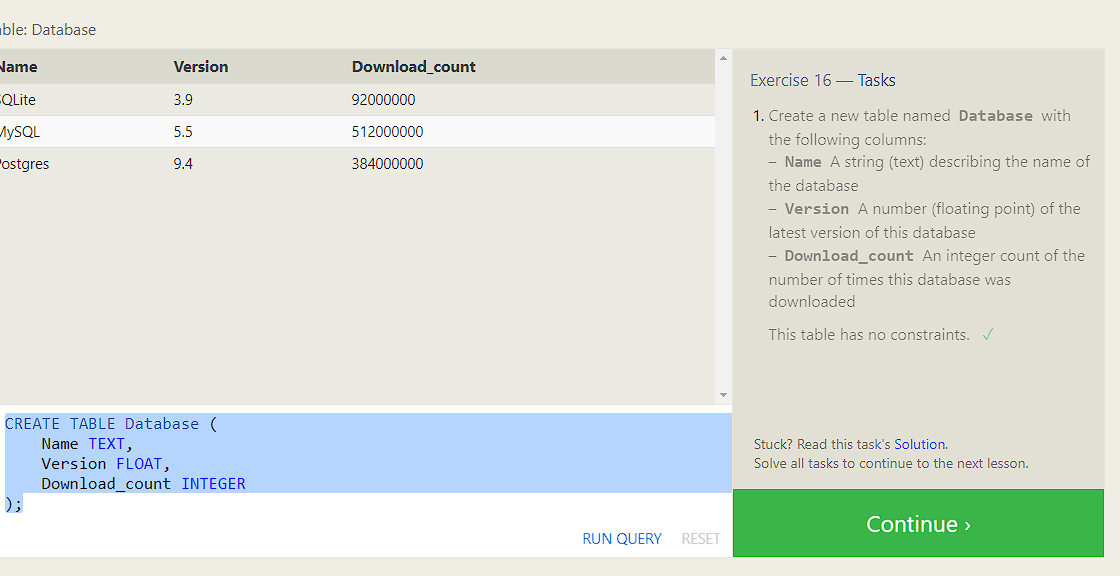 ble: Database
Name Version Download_count
SQLite 3.9 92000000
MySQL 5.5 512000000
Postgres 9.4 384000000
Exercise 16 — Tasks
1. Create a new table named Database with
the following columns:
– Name A string (text) describing the name of
the database
– Version A number (floating point) of the
latest version of this database
– Download_count An integer count of the
number of times this database was
downloaded
This table has no constraints. ✓
CREATE TABLE Database (
    Name TEXT,
    Version FLOAT,
    Download_count INTEGER
);
RUN QUERY RESET
Stuck? Read this task's Solution.
Solve all tasks to continue to the next lesson.
Continue ›